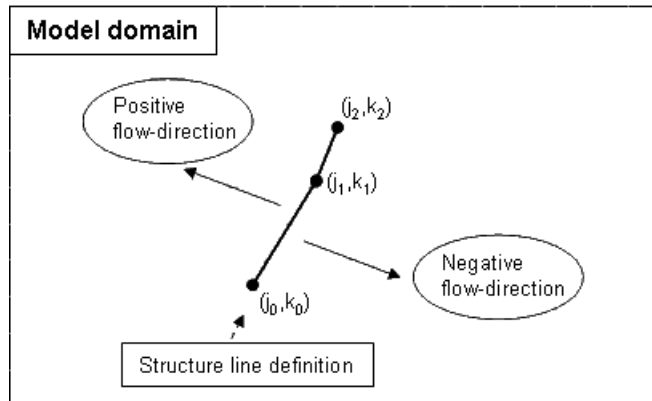 Model domain
Positive
flow-direction
(j₂,k₂)
(j₁,k₁)
Negative
flow-direction
(j₀,k₀)
Structure line definition